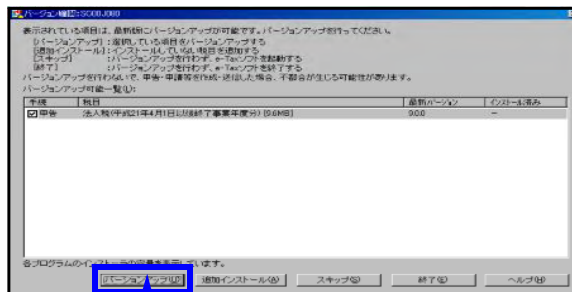 バージョン確認:SC00J080
表示されている項目は、最新版にバージョンアップが可能です。バージョンアップを行ってください。
[バージョンアップ] :選択している項目をバージョンアップする
[追加インストール]:インストールしていない税目を追加する
[スキップ] :バージョンアップを行わず、e-Taxソフトを起動する
[終了] :バージョンアップを行わず、e-Taxソフトを終了する
バージョンアップを行わないで、申告・申請等を作成・送信した場合、不都合が生じる可能性があります。
バージョンアップ可能一覧(L):
手続 税目 最新バージョン インストール済み
申告 法人税(平成21年4月1日以後終了事業年度分) [9.6MB] 9.0.0 −
各プログラムのインストーラの容量を表示しています。
バージョンアップ(U) 追加インストール(A) スキップ(S) 終了(E) ヘルプ(H)